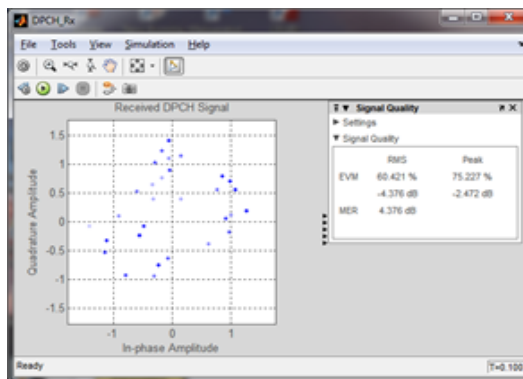 DPCH_Rx
File Tools View Simulation Help
Received DPCH Signal
1.5
1
0.5
0
-0.5
-1
-1.5
-1 0 1
Quadrature Amplitude
In-phase Amplitude
Signal Quality
Settings
Signal Quality
RMS Peak
EVM 60.421 % 75.227 %
-4.376 dB -2.472 dB
MER 4.376 dB
Ready T=0.100